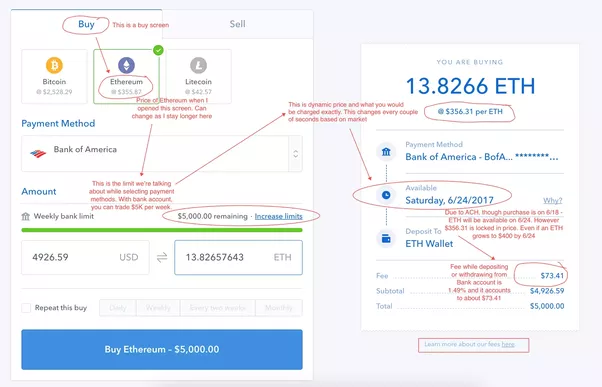 Buy
Sell
This is a buy screen
Bitcoin
@ $2,528.29
Ethereum
@ $355.87
Litecoin
@ $42.57
Price of Ethereum when I
opened this screen. Can
change as I stay longer here
Payment Method
Bank of America
This is the limit we're talking
about while selecting payment
methods. With bank account,
you can trade $5K per week
Amount
Weekly bank limit
$5,000.00 remaining · Increase limits
4926.59 USD
13.82657643 ETH
Repeat this buy
Daily
Weekly
Every two weeks
Monthly
Buy Ethereum – $5,000.00
YOU ARE BUYING
13.8266 ETH
@ $356.31 per ETH
This is dynamic price and what you would
be charged exactly. This changes every couple
of seconds based on market
Payment Method
Bank of America - BofA... ******** ...
Available
Saturday, 6/24/2017
Why?
Due to ACH, though purchase is on 6/18 -
ETH will be available on 6/24. However
$356.31 is locked in price. Even if an ETH
grows to $400 by 6/24
Deposit To
ETH Wallet
Fee while depositing
or withdrawing from
Bank account is
1.49% and it accounts
to about $73.41
Fee $73.41
Subtotal $4,926.59
Total $5,000.00
Learn more about our fees here